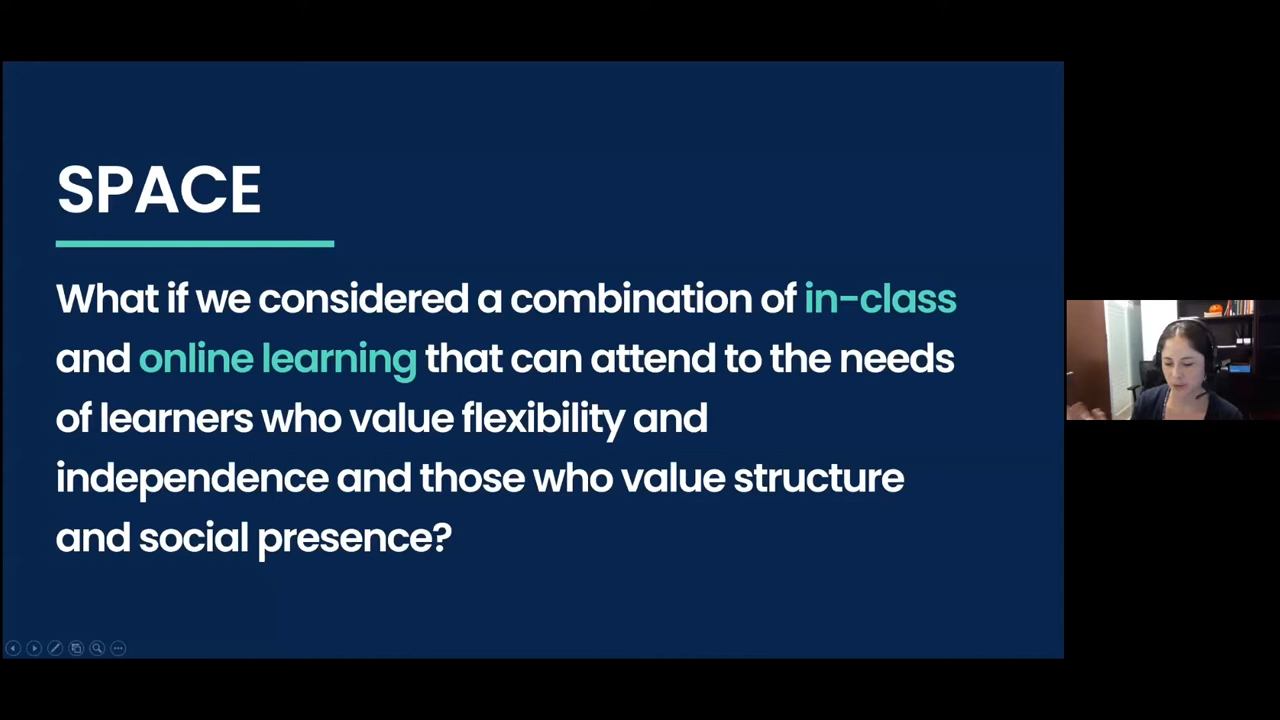 SPACE
What if we considered a combination of in-class
and online learning that can attend to the needs
of learners who value flexibility and
independence and those who value structure
and social presence?